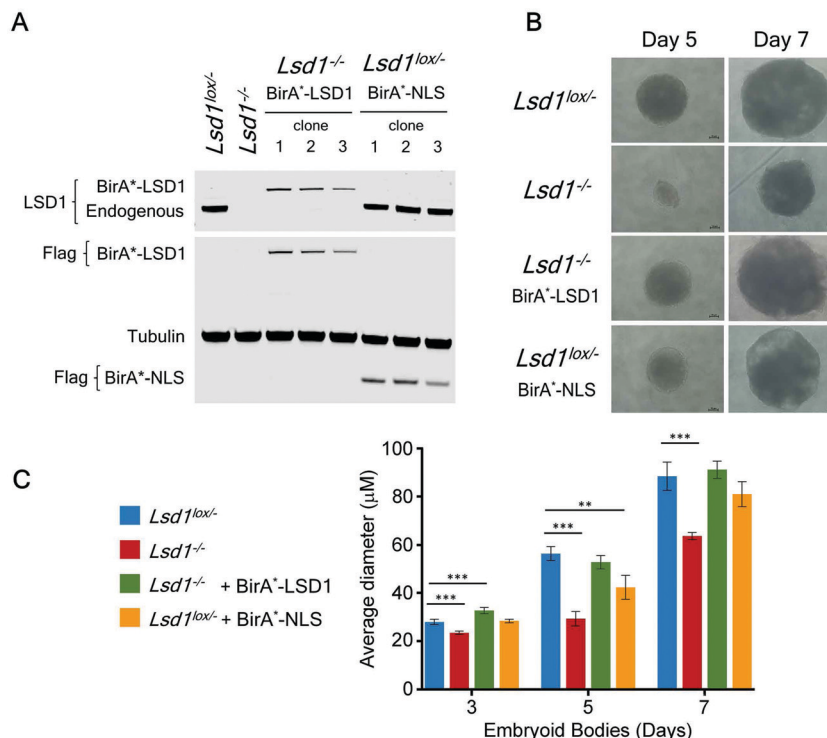 A
Lsd1lox/-
Lsd1-/-
Lsd1-/-
BirA*-LSD1
Lsd1lox/-
BirA*-NLS
clone
clone
1 2 3 1 2 3
LSD1
BirA*-LSD1
Endogenous
Flag BirA*-LSD1
Tubulin
Flag BirA*-NLS
B
Day 5 Day 7
Lsd1lox/-
Lsd1-/-
Lsd1-/-
BirA*-LSD1
Lsd1lox/-
BirA*-NLS
C
Lsd1lox/-
Lsd1-/-
Lsd1-/- + BirA*-LSD1
Lsd1lox/- + BirA*-NLS
Average diameter (μM)
100
80
60
40
20
0
***
***
**
***
***
3 5 7
Embryoid Bodies (Days)